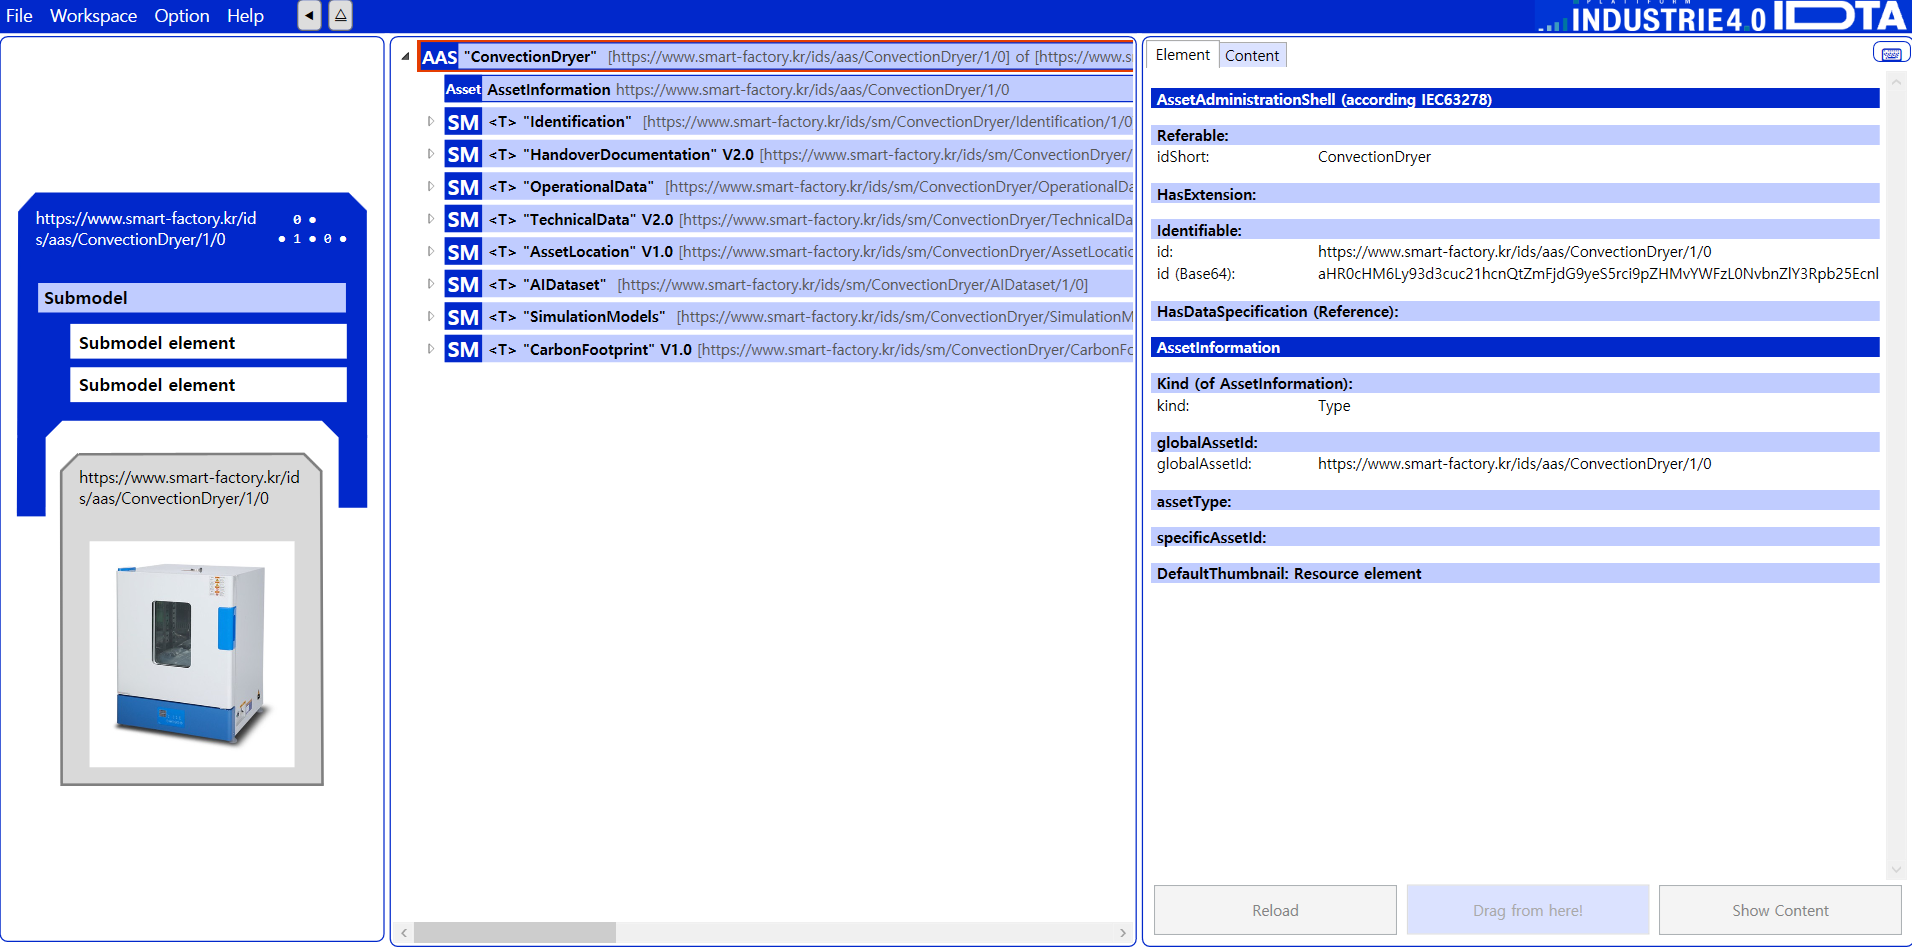 File Workspace Option Help
PLATTFORM
INDUSTRIE4.0 IDTA
https://www.smart-factory.kr/id
s/aas/ConvectionDryer/1/0
0
1 0
Submodel
Submodel element
Submodel element
https://www.smart-factory.kr/id
s/aas/ConvectionDryer/1/0
AAS "ConvectionDryer" [https://www.smart-factory.kr/ids/aas/ConvectionDryer/1/0] of [https://www.s
Asset AssetInformation https://www.smart-factory.kr/ids/aas/ConvectionDryer/1/0
SM <T> "Identification" [https://www.smart-factory.kr/ids/sm/ConvectionDryer/Identification/1/0
SM <T> "HandoverDocumentation" V2.0 [https://www.smart-factory.kr/ids/sm/ConvectionDryer/
SM <T> "OperationalData" [https://www.smart-factory.kr/ids/sm/ConvectionDryer/OperationalDa
SM <T> "TechnicalData" V2.0 [https://www.smart-factory.kr/ids/sm/ConvectionDryer/TechnicalDa
SM <T> "AssetLocation" V1.0 [https://www.smart-factory.kr/ids/sm/ConvectionDryer/AssetLocatio
SM <T> "AIDataset" [https://www.smart-factory.kr/ids/sm/ConvectionDryer/AIDataset/1/0]
SM <T> "SimulationModels" [https://www.smart-factory.kr/ids/sm/ConvectionDryer/SimulationM
SM <T> "CarbonFootprint" V1.0 [https://www.smart-factory.kr/ids/sm/ConvectionDryer/CarbonFo
Element Content
AssetAdministrationShell (according IEC63278)
Referable:
idShort: ConvectionDryer
HasExtension:
Identifiable:
id: https://www.smart-factory.kr/ids/aas/ConvectionDryer/1/0
id (Base64): aHR0cHM6Ly93d3cuc21hcnQtZmFjdG9yeS5rci9pZHMvYWFzL0NvbnZlY3Rpb25Ecnl
HasDataSpecification (Reference):
AssetInformation
Kind (of AssetInformation):
kind: Type
globalAssetId:
globalAssetId: https://www.smart-factory.kr/ids/aas/ConvectionDryer/1/0
assetType:
specificAssetId:
DefaultThumbnail: Resource element
Reload Drag from here! Show Content